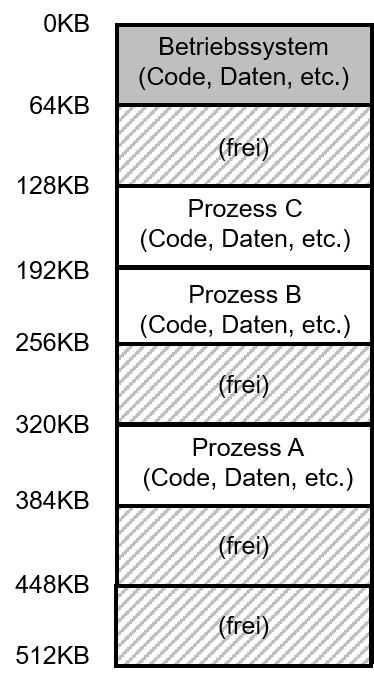 0KB
Betriebssystem
(Code, Daten, etc.)
64KB
(frei)
128KB
Prozess C
(Code, Daten, etc.)
192KB
Prozess B
(Code, Daten, etc.)
256KB
(frei)
320KB
Prozess A
(Code, Daten, etc.)
384KB
(frei)
448KB
(frei)
512KB